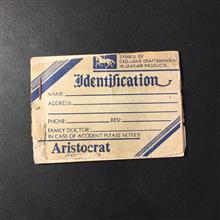 SYMBOL OF
EXCLUSIVE CRAFTSMANSHIP
IN LEATHER PRODUCTS
Identification
NAME:
ADDRESS:
PHONE: RESI:
FAMILY DOCTOR:
IN CASE OF ACCIDENT PLEASE NOTIFY
Aristocrat